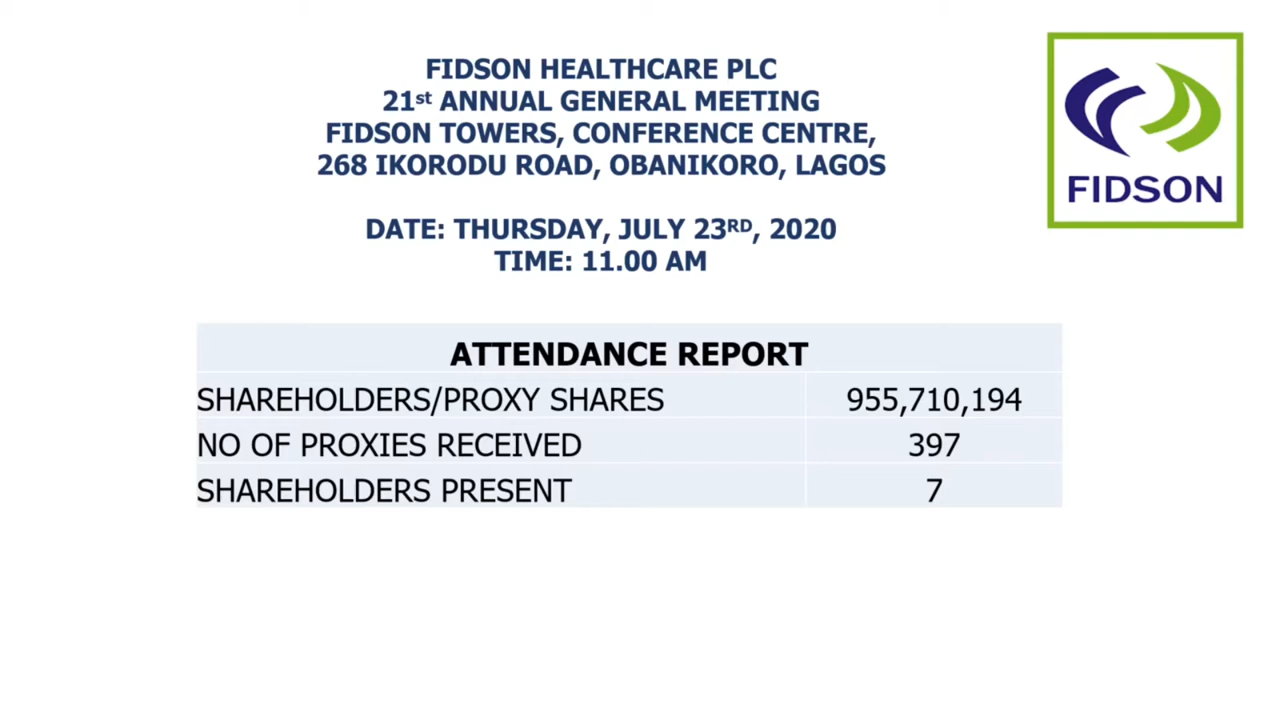 FIDSON HEALTHCARE PLC
21st ANNUAL GENERAL MEETING
FIDSON TOWERS, CONFERENCE CENTRE,
268 IKORODU ROAD, OBANIKORO, LAGOS
DATE: THURSDAY, JULY 23RD, 2020
TIME: 11.00 AM
FIDSON
ATTENDANCE REPORT
SHAREHOLDERS/PROXY SHARES 955,710,194
NO OF PROXIES RECEIVED 397
SHAREHOLDERS PRESENT 7